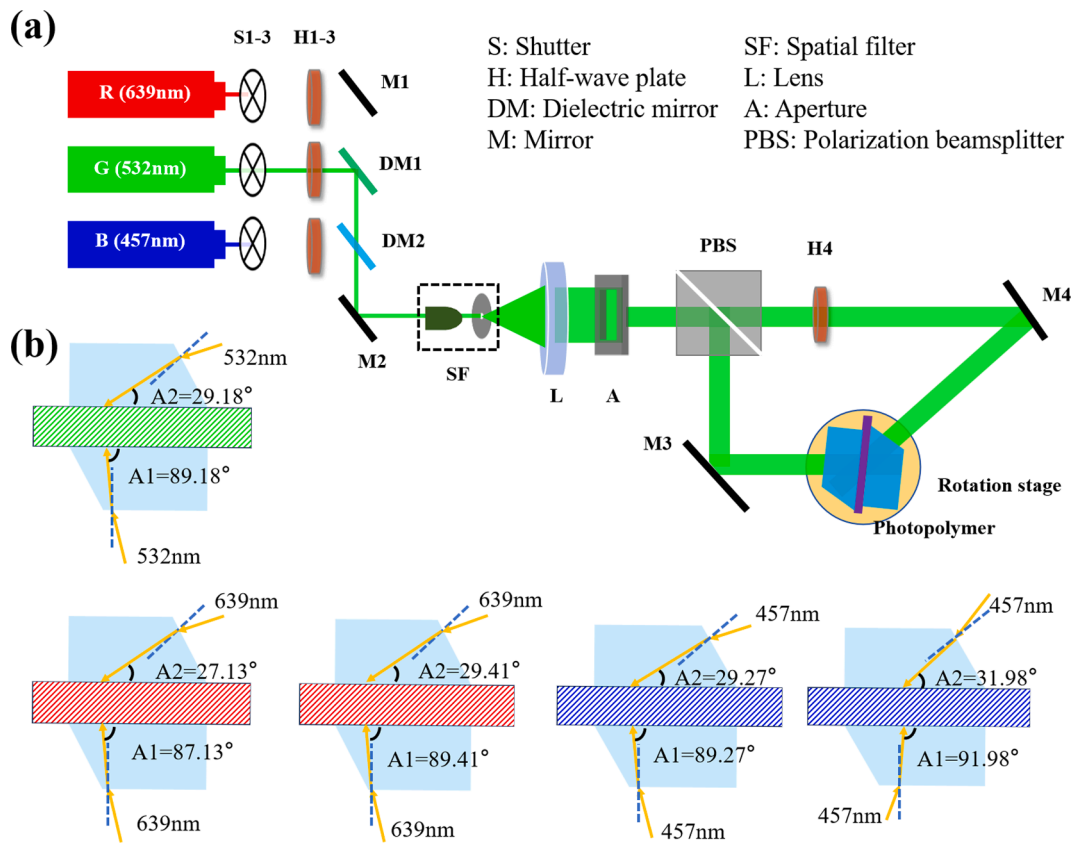 (a)
S1-3
H1-3
S: Shutter
SF: Spatial filter
H: Half-wave plate
L: Lens
DM: Dielectric mirror
A: Aperture
M: Mirror
PBS: Polarization beamsplitter
R (639nm)
M1
G (532nm)
DM1
B (457nm)
DM2
PBS
H4
M4
M2
SF
L
A
M3
Rotation stage
Photopolymer
(b)
532nm
A2=29.18°
A1=89.18°
532nm
639nm
A2=27.13°
A1=87.13°
639nm
639nm
A2=29.41°
A1=89.41°
639nm
457nm
A2=29.27°
A1=89.27°
457nm
457nm
A2=31.98°
A1=91.98°
457nm